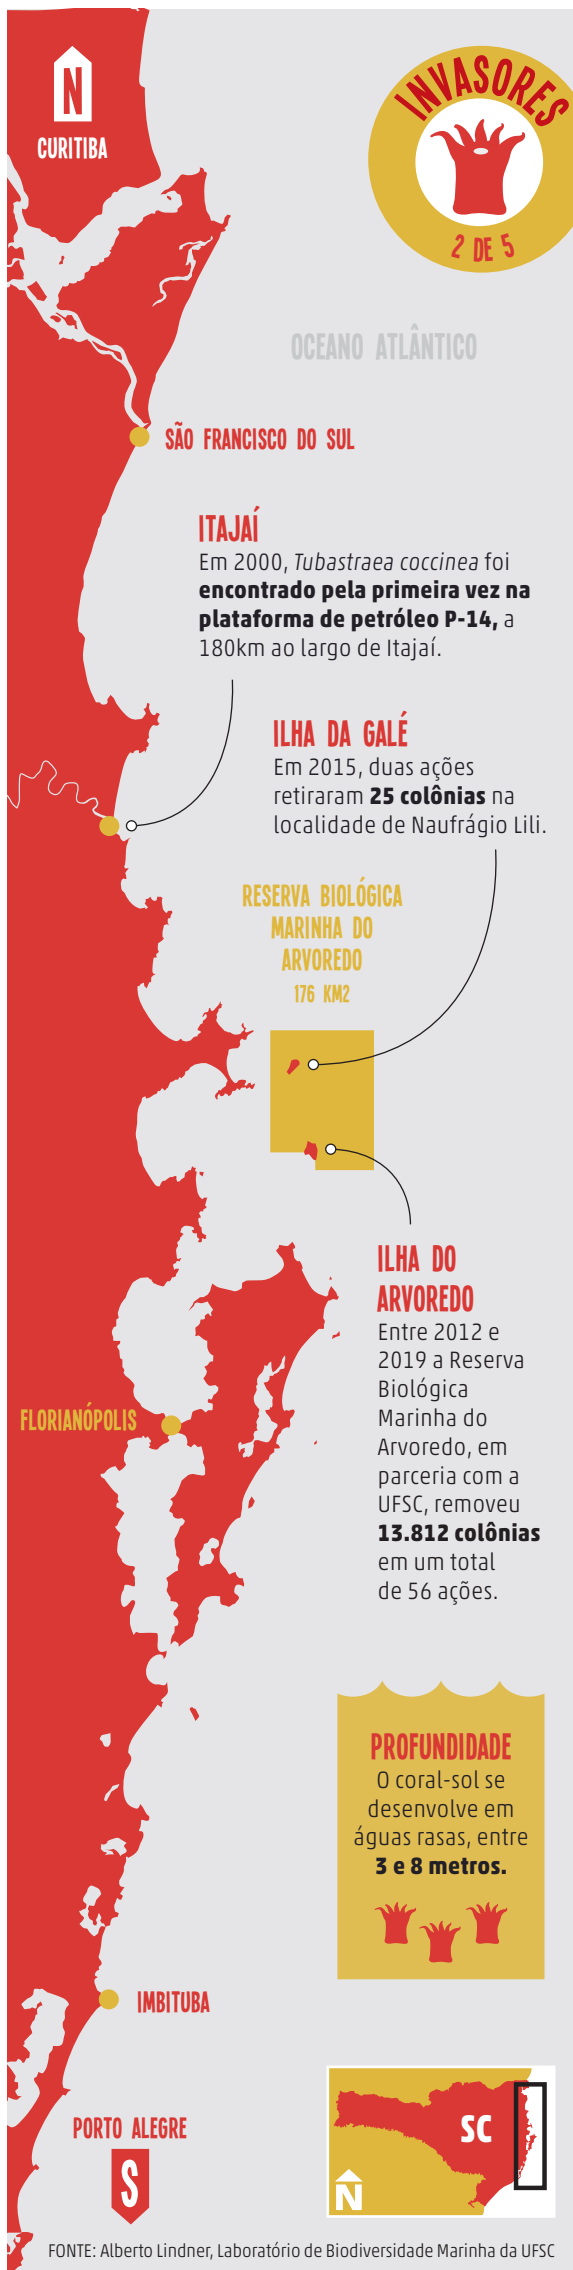 N
CURITIBA
INVASORES
2 DE 5
OCEANO ATLÂNTICO
SÃO FRANCISCO DO SUL
ITAJAÍ
Em 2000, Tubastraea coccinea foi
encontrado pela primeira vez na
plataforma de petróleo P-14, a
180km ao largo de Itajaí.
ILHA DA GALÉ
Em 2015, duas ações
retiraram 25 colônias na
localidade de Naufrágio Lili.
RESERVA BIOLÓGICA
MARINHA DO
ARVOREDO
176 KM2
ILHA DO
ARVOREDO
Entre 2012 e
2019 a Reserva
Biológica
Marinha do
Arvoredo, em
parceria com a
UFSC, removeu
13.812 colônias
em um total
de 56 ações.
FLORIANÓPOLIS
PROFUNDIDADE
O coral-sol se
desenvolve em
águas rasas, entre
3 e 8 metros.
IMBITUBA
PORTO ALEGRE
S
SC
N
FONTE: Alberto Lindner, Laboratório de Biodiversidade Marinha da UFSC